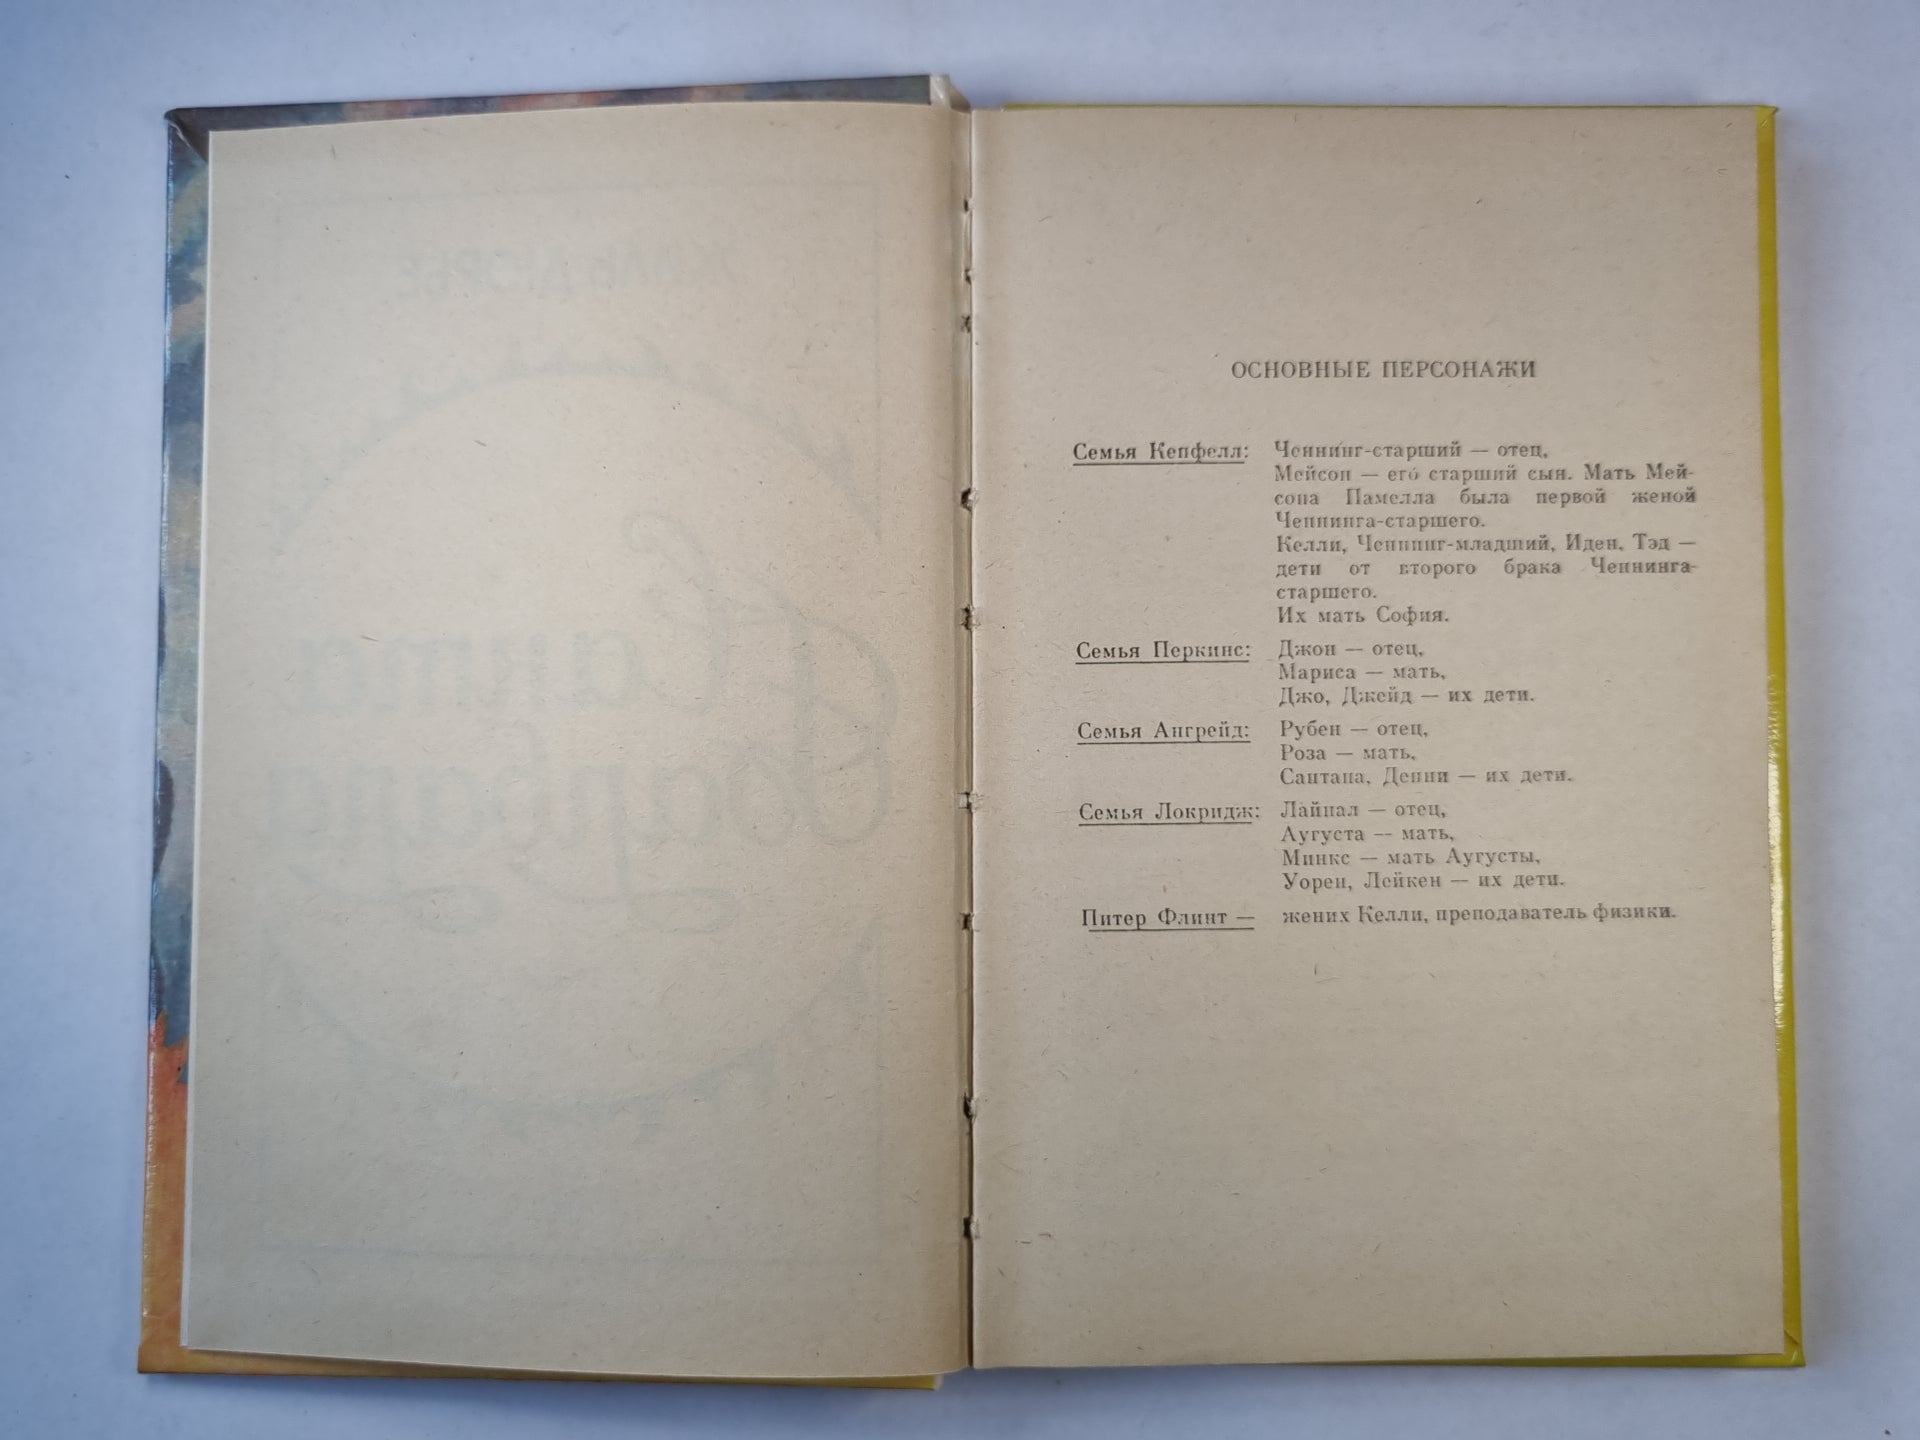 ОСНОВНЫЕ ПЕРСОНАЖИ
Семья Кепфелл: Ченнинг-старший — отец,
Мейсон — его старший сын. Мать Мей-
сона Памелла была первой женой
Ченнинга-старшего.
Келли, Ченнинг-младший, Иден, Тэд —
дети от второго брака Ченнинга-
старшего.
Их мать София.
Семья Перкинс: Джон — отец,
Мариса — мать,
Джо, Джейд — их дети.
Семья Ангрейд: Рубен — отец,
Роза — мать,
Сантана, Денни — их дети.
Семья Локридж: Лайнал — отец,
Аугуста — мать,
Минкс — мать Аугусты,
Уорен, Лейкен — их дети.
Питер Флинт — жених Келли, преподаватель физики.